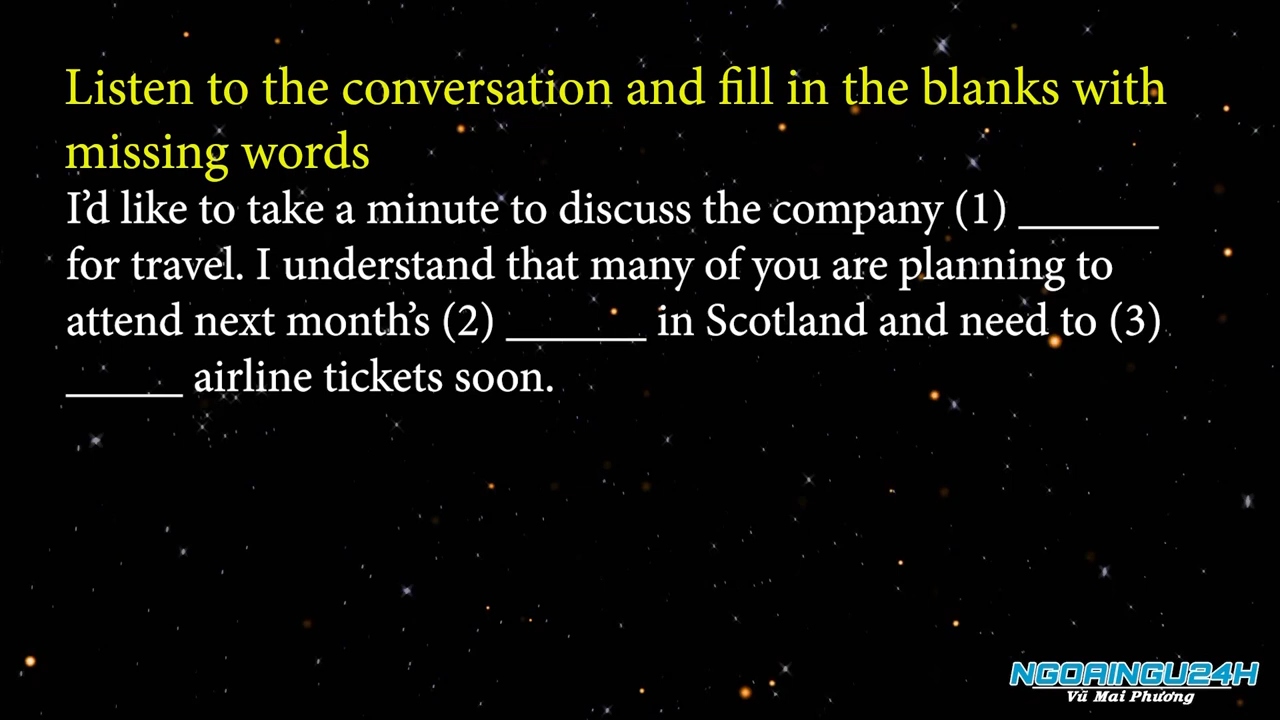 Listen to the conversation and fill in the blanks with
missing words
I’d like to take a minute to discuss the company (1) ______
for travel. I understand that many of you are planning to
attend next month’s (2) ______ in Scotland and need to (3)
_____ airline tickets soon.
NGOAINGU24H
Vũ Mai Phương